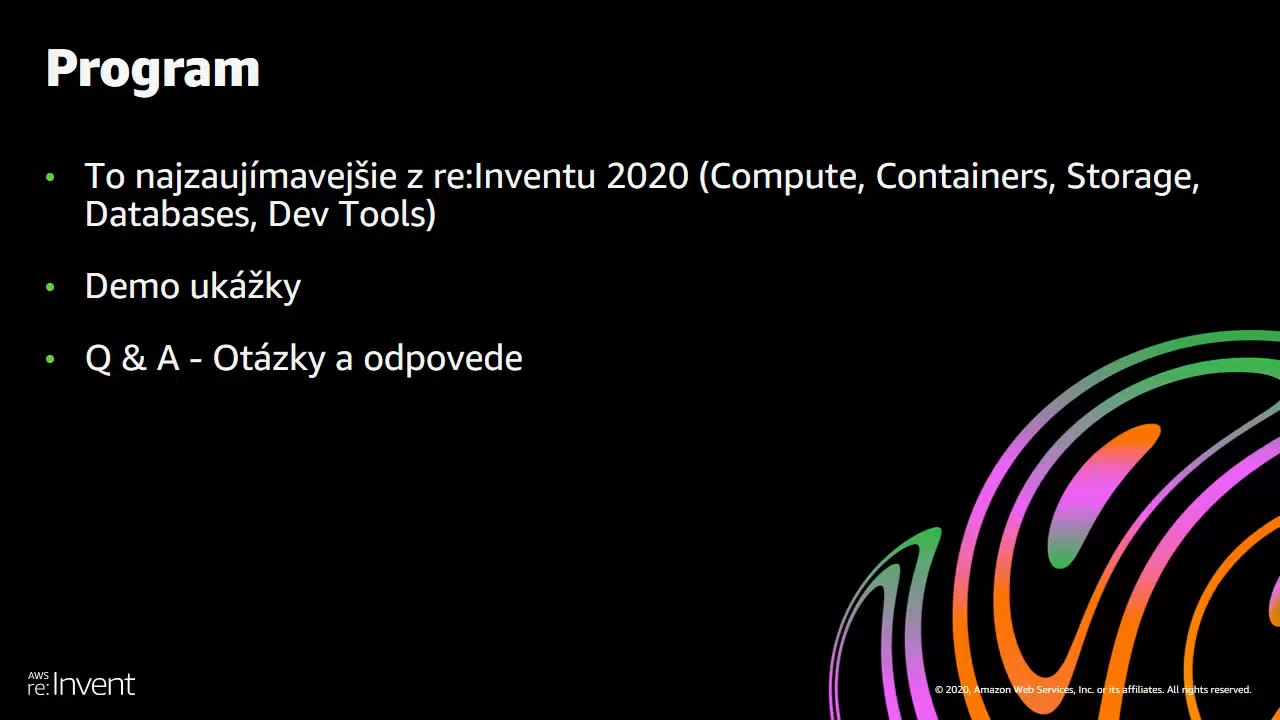 Program
• To najzaujímavejšie z re:Inventu 2020 (Compute, Containers, Storage,
Databases, Dev Tools)
• Demo ukážky
• Q & A - Otázky a odpovede
AWS
re:Invent
© 2020, Amazon Web Services, Inc. or its affiliates. All rights reserved.